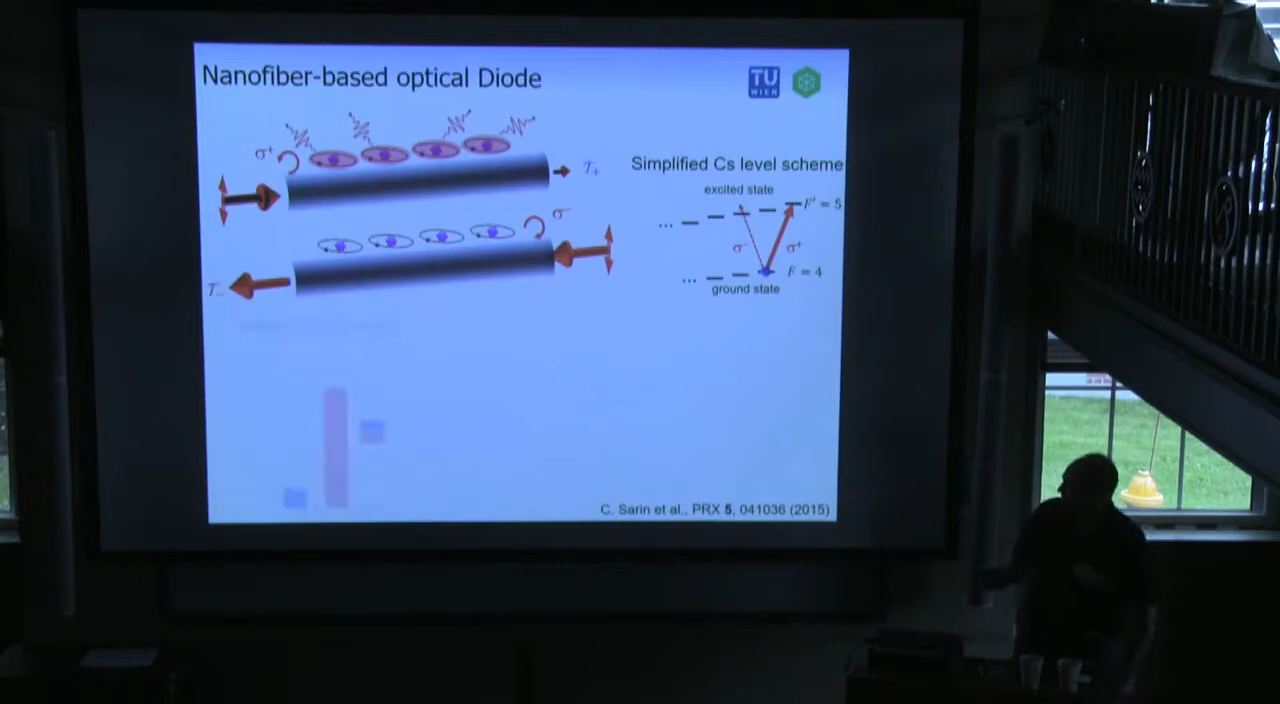 Nanofiber-based optical Diode
TU
WIEN
σ⁺
T₊
σ⁻
T₋
Simplified Cs level scheme
excited state
... F' = 5
σ⁻ σ⁺
... F = 4
ground state
C. Sarin et al., PRX 5, 041036 (2015)